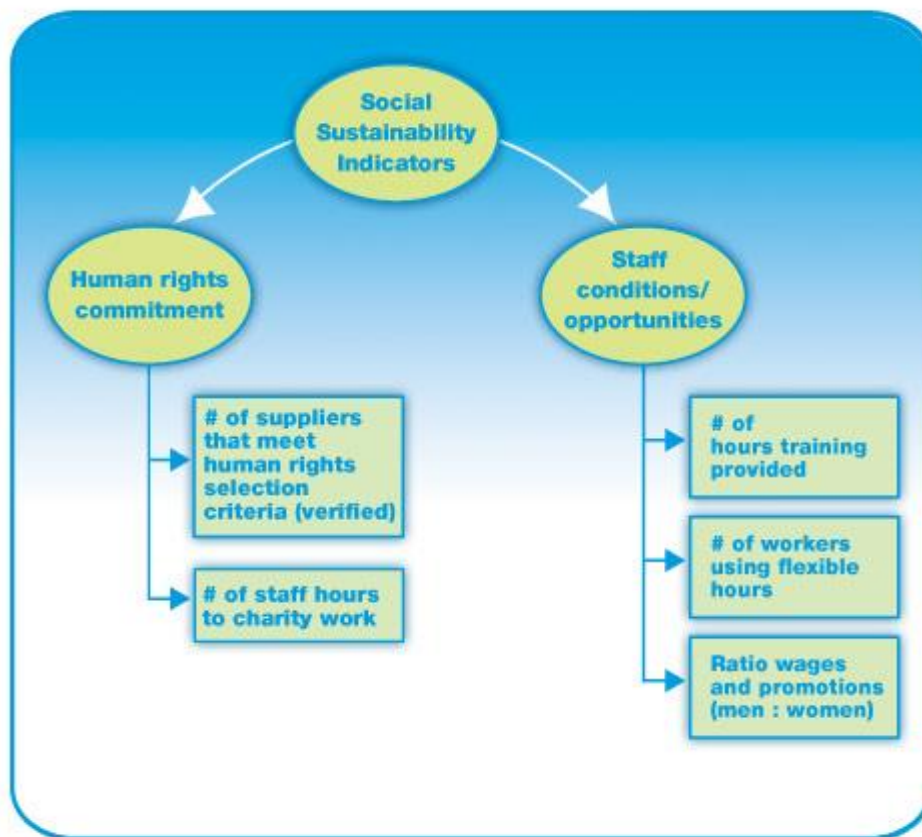 Social
Sustainability
Indicators
Human rights
commitment
# of suppliers
that meet
human rights
selection
criteria (verified)
# of staff hours
to charity work
Staff
conditions/
opportunities
# of
hours training
provided
# of workers
using flexible
hours
Ratio wages
and promotions
(men : women)